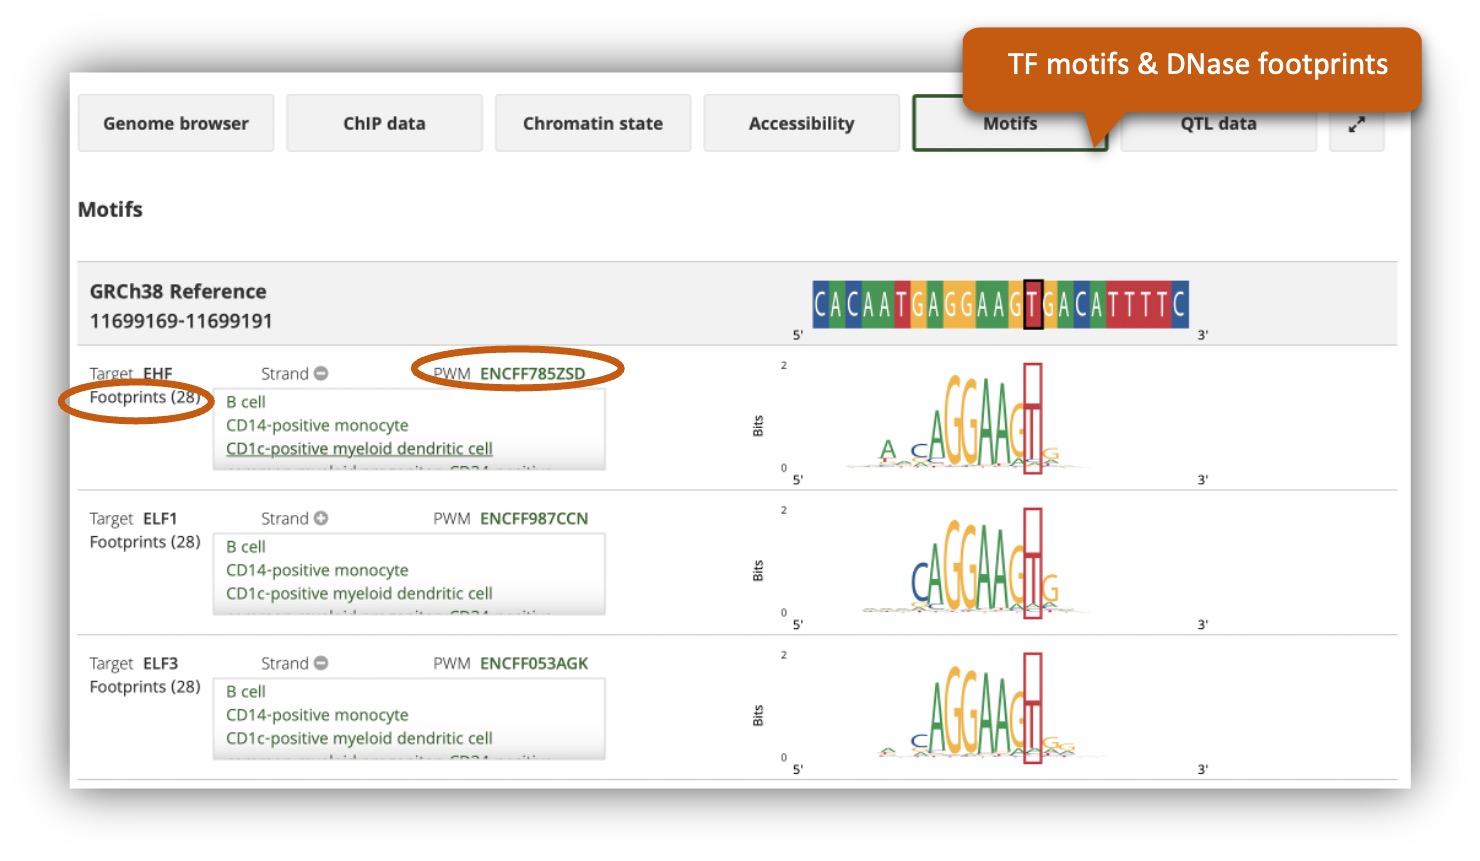 TF motifs & DNase footprints
Genome browser
ChIP data
Chromatin state
Accessibility
Motifs
QTL data
Motifs
GRCh38 Reference
11699169-11699191
CACAATGAGGAAGTGACATTTTC
5' 3'
Target EHF Strand PWM ENCFF785ZSD
Footprints (28)
B cell
CD14-positive monocyte
CD1c-positive myeloid dendritic cell
2
Bits
0
A CAGGAAGTG
5' 3'
Target ELF1 Strand PWM ENCFF987CCN
Footprints (28)
B cell
CD14-positive monocyte
CD1c-positive myeloid dendritic cell
2
Bits
0
CAGGAAGTG
5' 3'
Target ELF3 Strand PWM ENCFF053AGK
Footprints (28)
B cell
CD14-positive monocyte
CD1c-positive myeloid dendritic cell
2
Bits
0
A CAGGAAGTGG
5' 3'